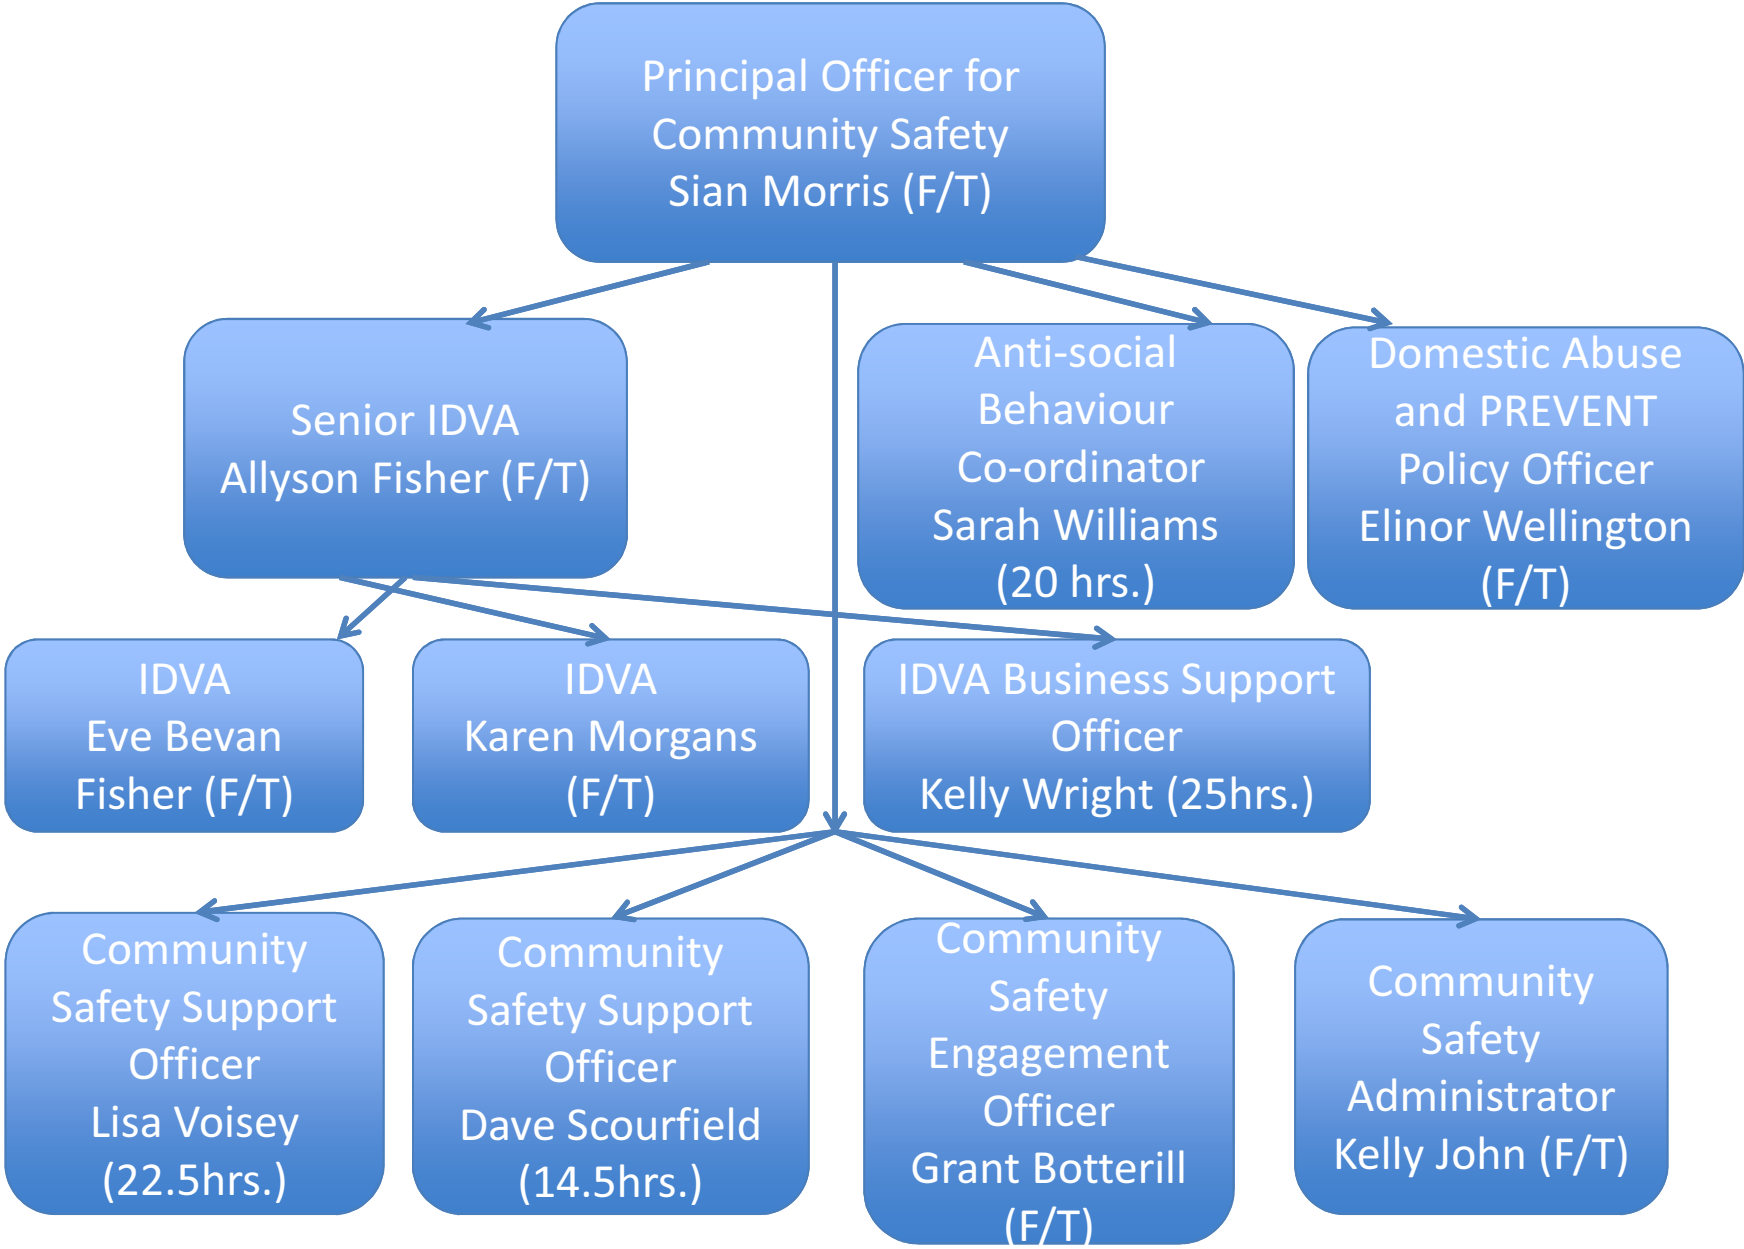 Principal Officer for
Community Safety
Sian Morris (F/T)
Senior IDVA
Allyson Fisher (F/T)
Anti-social
Behaviour
Co-ordinator
Sarah Williams
(20 hrs.)
Domestic Abuse
and PREVENT
Policy Officer
Elinor Wellington
(F/T)
IDVA
Eve Bevan
Fisher (F/T)
IDVA
Karen Morgans
(F/T)
IDVA Business Support
Officer
Kelly Wright (25hrs.)
Community
Safety Support
Officer
Lisa Voisey
(22.5hrs.)
Community
Safety Support
Officer
Dave Scourfield
(14.5hrs.)
Community
Safety
Engagement
Officer
Grant Botterill
(F/T)
Community
Safety
Administrator
Kelly John (F/T)